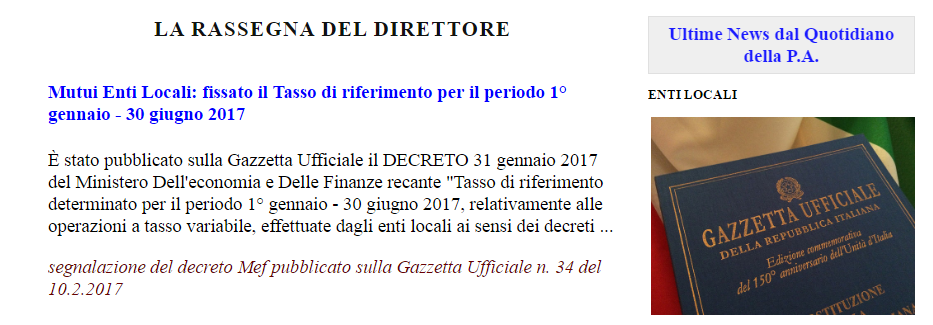 LA RASSEGNA DEL DIRETTORE
Mutui Enti Locali: fissato il Tasso di riferimento per il periodo 1°
gennaio - 30 giugno 2017
È stato pubblicato sulla Gazzetta Ufficiale il DECRETO 31 gennaio 2017
del Ministero Dell'economia e Delle Finanze recante "Tasso di riferimento
determinato per il periodo 1° gennaio - 30 giugno 2017, relativamente alle
operazioni a tasso variabile, effettuate dagli enti locali ai sensi dei decreti ...
segnalazione del decreto Mef pubblicato sulla Gazzetta Ufficiale n. 34 del
10.2.2017
Ultime News dal Quotidiano
della P.A.
ENTI LOCALI
GAZZETTA UFFICIALE
DELLA REPUBBLICA ITALIANA
Edizione commemorativa
del 150° anniversario dell'Unità d'Italia